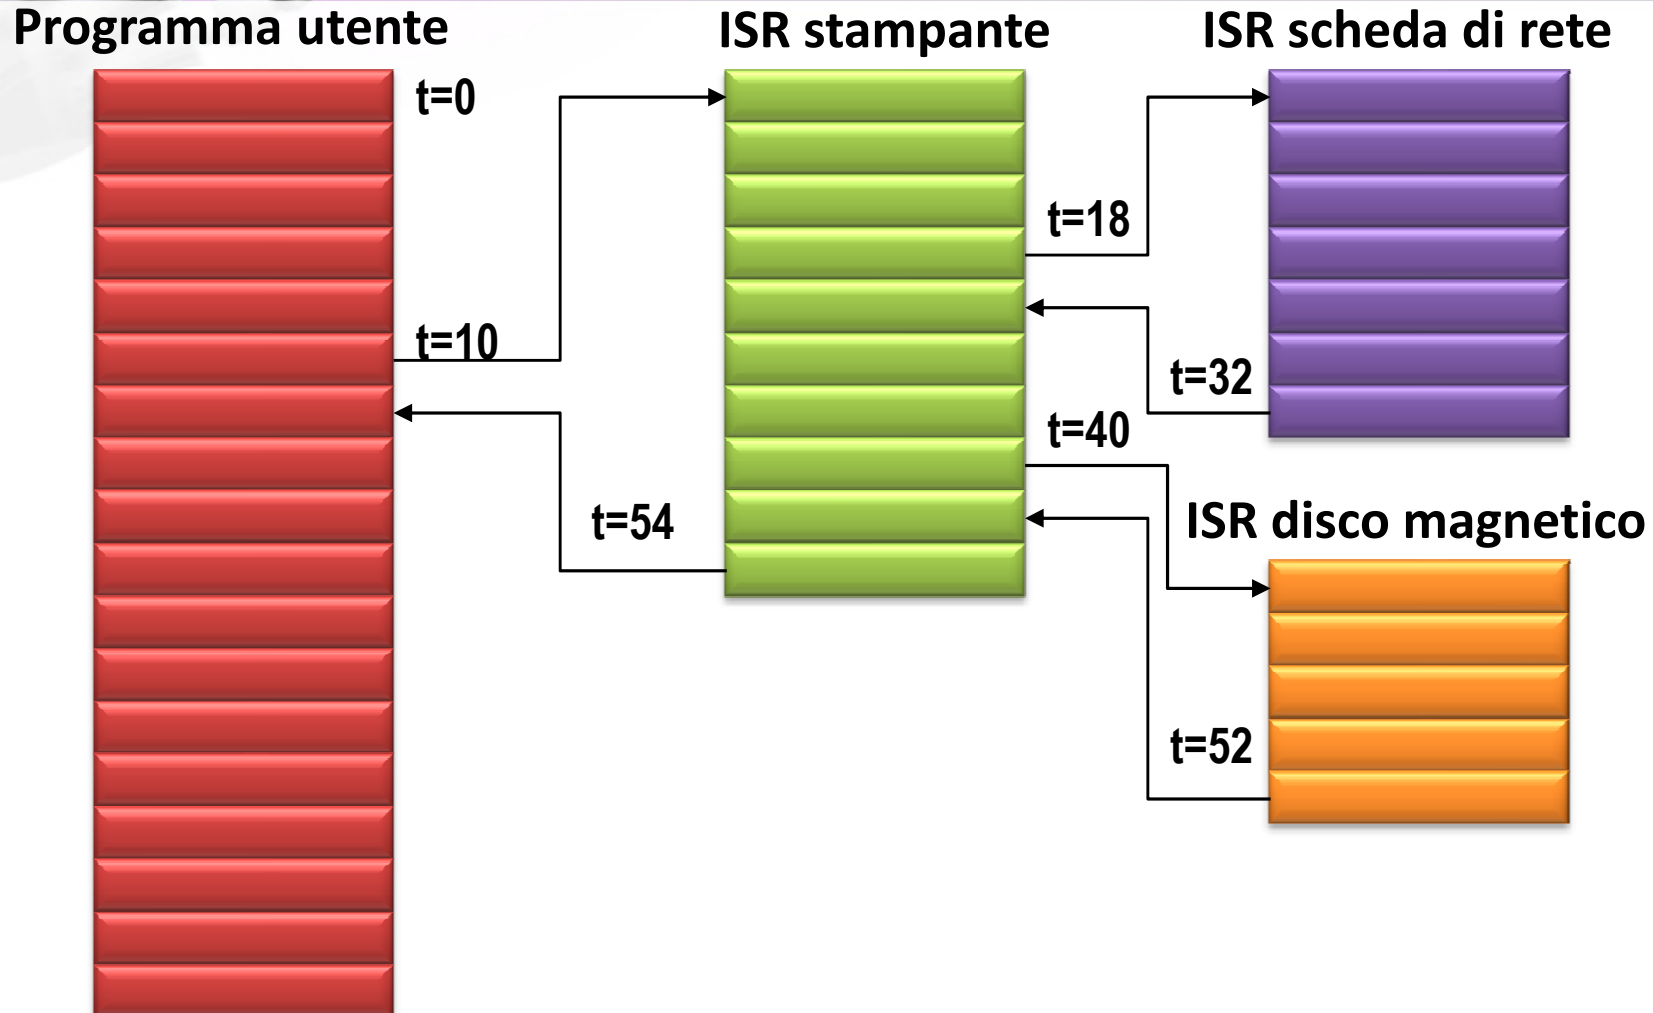 Programma utente
ISR stampante
ISR scheda di rete
t=0
t=18
t=10
t=32
t=40
t=54
ISR disco magnetico
t=52